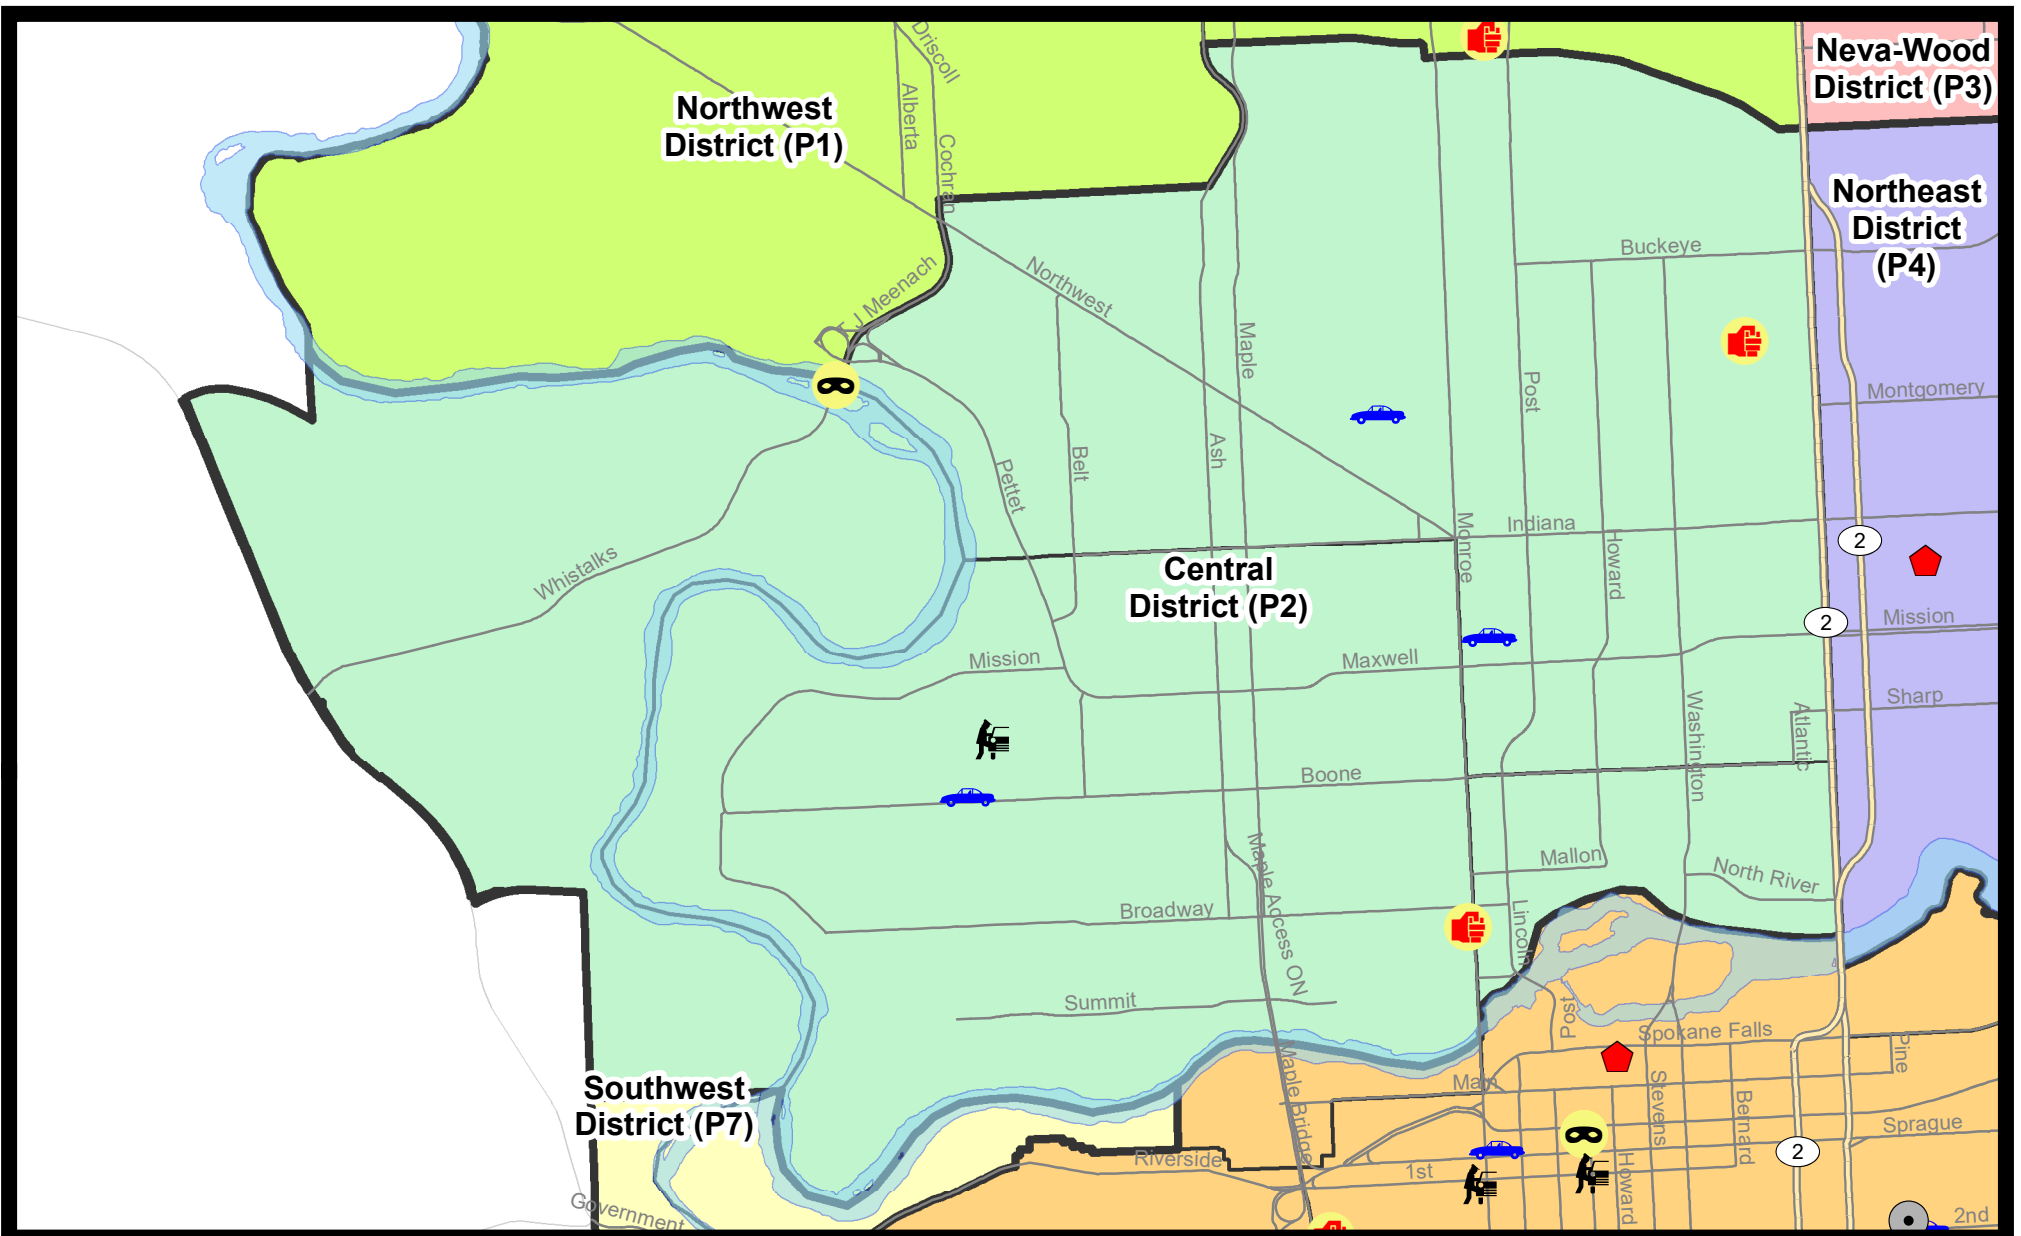 Driscoll
Neva-Wood
District (P3)
Northwest
District (P1)
Alberta
Cochran
Northeast
District
(P4)
Buckeye
T J Meenach
Northwest
Maple
Post
Montgomery
Ash
Belt
Pettet
Monroe
Indiana
Howard
2
Whistalks
Central
District (P2)
2
Mission
Mission
Maxwell
Sharp
Washington
Atlantic
Boone
Maple Access ON
Mallon
North River
Broadway
Lincoln
Summit
Post
Spokane Falls
Pine
Maple Bridge
Main
Stevens
Bernard
Southwest
District (P7)
Sprague
2
Riverside
1st
Howard
Government
2nd